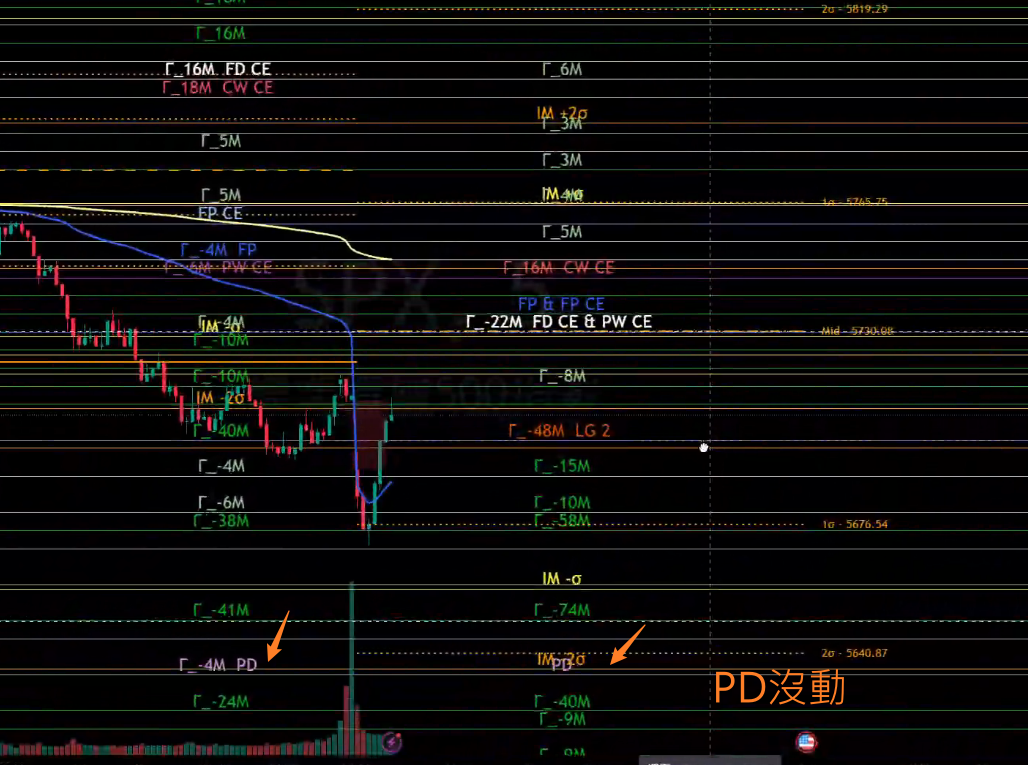 2σ - 5819.29
Γ_16M
Γ_16M FD CE
Γ_6M
Γ_18M CW CE
IM +2σ
Γ_3M
Γ_5M
Γ_3M
Γ_5M
1σ - 5765.75
FP CE
Γ_5M
Γ_-4M FP
Γ_-6M PW CE
Γ_16M CW CE
SPX, 5
FP & FP CE
Γ_-4M
IM -σ
Γ_-22M FD CE & PW CE
Mid - 5730.08
Γ_-10M
Γ_-10M
Γ_-8M
IM -2σ
Γ_-40M
Γ_-48M LG 2
Γ_-4M
Γ_-15M
Γ_-6M
Γ_-10M
Γ_-38M
Γ_-58M
1σ - 5676.54
IM -σ
Γ_-41M
Γ_-74M
Γ_-4M PD
IM -2σ
PD
2σ - 5640.87
PD沒動
Γ_-24M
Γ_-40M
Γ_-9M